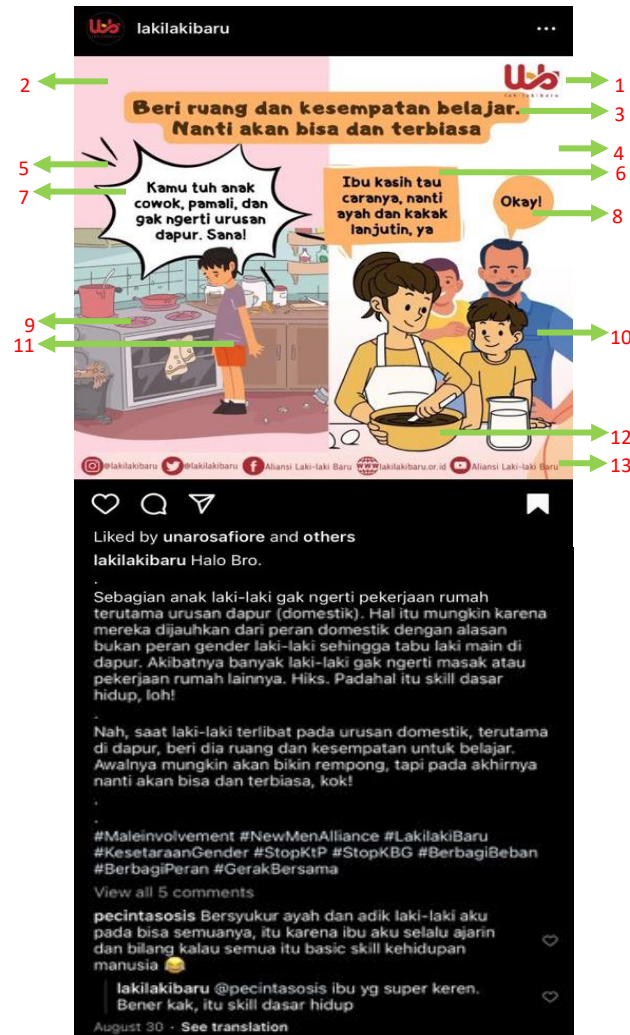 lakilakibaru
Uub
laki-lakibaru
Beri ruang dan kesempatan belajar.
Nanti akan bisa dan terbiasa
Kamu tuh anak
cowok, pamali, dan
gak ngerti urusan
dapur. Sana!
Ibu kasih tau
caranya, nanti
ayah dan kakak
lanjutin, ya
Okay!
1
2
3
4
5
6
7
8
9
10
11
12
13
@lakilakibaru @lakilakibaru Aliansi Laki-laki Baru www lakilakibaru.or.id Aliansi Laki-laki Baru
Liked by unarosafiore and others
lakilakibaru Halo Bro.
.
Sebagian anak laki-laki gak ngerti pekerjaan rumah
terutama urusan dapur (domestik). Hal itu mungkin karena
mereka dijauhkan dari peran domestik dengan alasan
bukan peran gender laki-laki sehingga tabu laki main di
dapur. Akibatnya banyak laki-laki gak ngerti masak atau
pekerjaan rumah lainnya. Hiks. Padahal itu skill dasar
hidup, loh!
.
Nah, saat laki-laki terlibat pada urusan domestik, terutama
di dapur, beri dia ruang dan kesempatan untuk belajar.
Awalnya mungkin akan bikin rempong, tapi pada akhirnya
nanti akan bisa dan terbiasa, kok!
.
.
#Maleinvolvement #NewMenAlliance #LakilakiBaru
#KesetaraanGender #StopKtP #StopKBG #BerbagiBeban
#BerbagiPeran #GerakBersama
View all 5 comments
pecintasosis Bersyukur ayah dan adik laki-laki aku
pada bisa semuanya, itu karena ibu aku selalu ajarin
dan bilang kalau semua itu basic skill kehidupan
manusia 😂
lakilakibaru @pecintasosis ibu yg super keren.
Bener kak, itu skill dasar hidup
August 30 · See translation